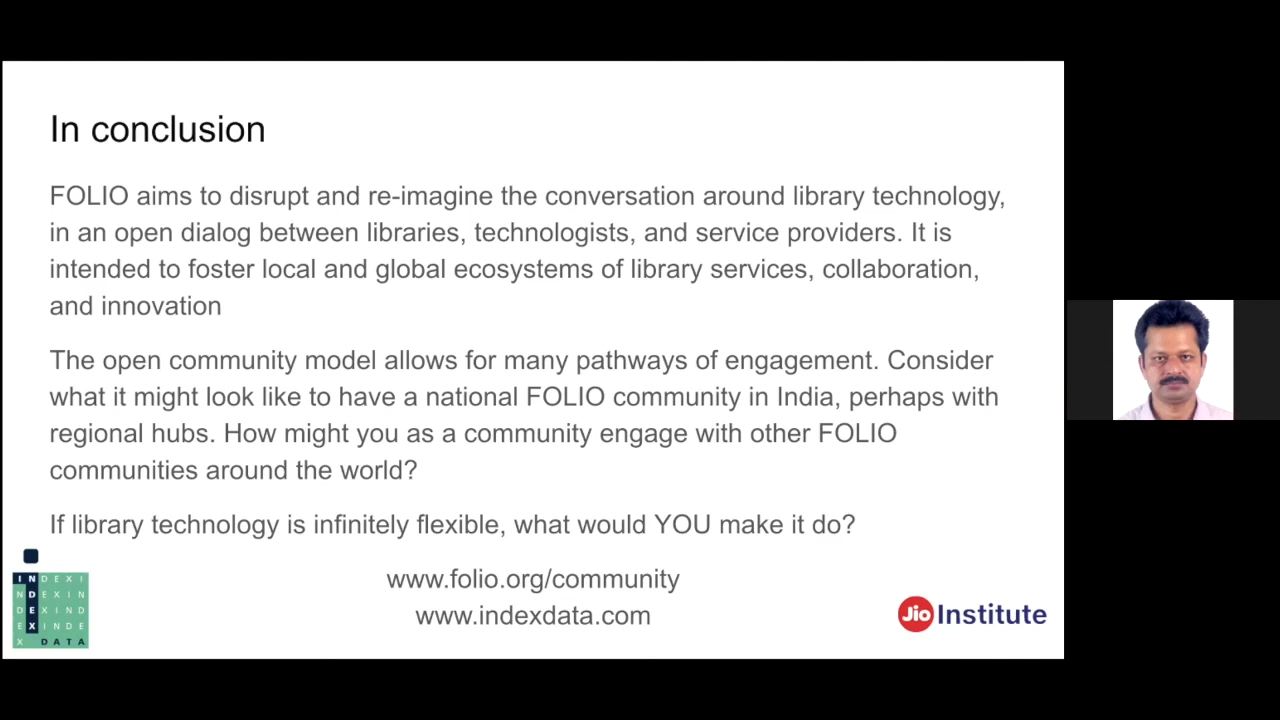 In conclusion
FOLIO aims to disrupt and re-imagine the conversation around library technology,
in an open dialog between libraries, technologists, and service providers. It is
intended to foster local and global ecosystems of library services, collaboration,
and innovation
The open community model allows for many pathways of engagement. Consider
what it might look like to have a national FOLIO community in India, perhaps with
regional hubs. How might you as a community engage with other FOLIO
communities around the world?
If library technology is infinitely flexible, what would YOU make it do?
www.folio.org/community
www.indexdata.com
INDEXI
NDEXIN
DEXIND
EXINDE
X DATA
Jio Institute